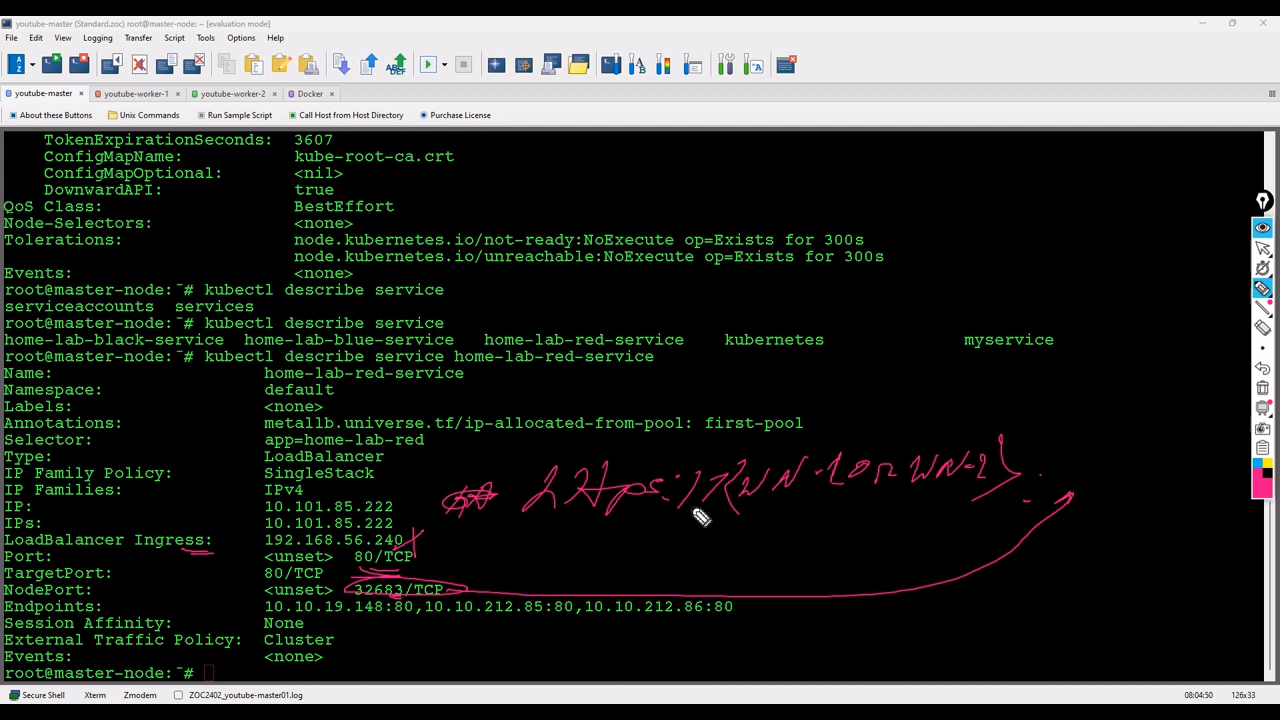 youtube-master (Standard.zoc) root@master-node: ~ [evaluation mode]
File Edit View Logging Transfer Script Tools Options Help
youtube-master × youtube-worker-1 × youtube-worker-2 × Docker ×
About these Buttons Unix Commands Run Sample Script Call Host from Host Directory Purchase License
TokenExpirationSeconds: 3607
ConfigMapName: kube-root-ca.crt
ConfigMapOptional: <nil>
DownwardAPI: true
QoS Class: BestEffort
Node-Selectors: <none>
Tolerations: node.kubernetes.io/not-ready:NoExecute op=Exists for 300s
node.kubernetes.io/unreachable:NoExecute op=Exists for 300s
Events: <none>
root@master-node:~# kubectl describe service
serviceaccounts services
root@master-node:~# kubectl describe service
home-lab-black-service home-lab-blue-service home-lab-red-service kubernetes myservice
root@master-node:~# kubectl describe service home-lab-red-service
Name: home-lab-red-service
Namespace: default
Labels: <none>
Annotations: metallb.universe.tf/ip-allocated-from-pool: first-pool
Selector: app=home-lab-red
Type: LoadBalancer
IP Family Policy: SingleStack
IP Families: IPv4
IP: 10.101.85.222
IPs: 10.101.85.222
LoadBalancer Ingress: 192.168.56.240
Port: <unset> 80/TCP
TargetPort: 80/TCP
NodePort: <unset> 32683/TCP
Endpoints: 10.10.19.148:80,10.10.212.85:80,10.10.212.86:80
Session Affinity: None
External Traffic Policy: Cluster
Events: <none>
root@master-node:~#
Secure Shell Xterm Zmodem ZOC2402_youtube-master01.log 08:04:50 126x33